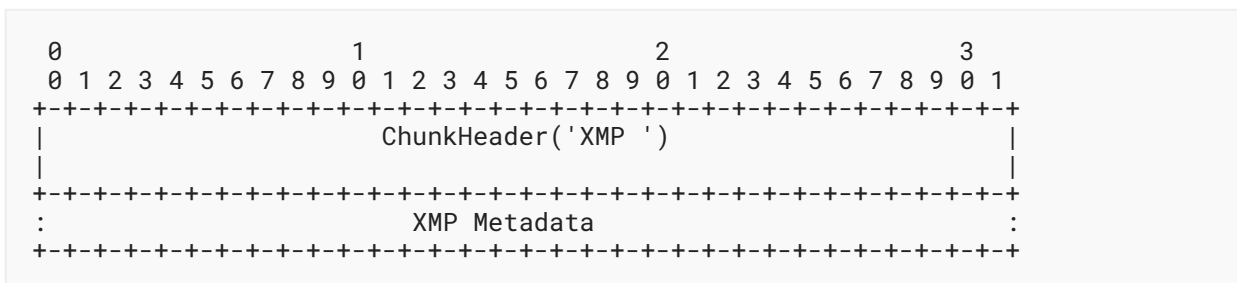 0                   1                   2                   3
 0 1 2 3 4 5 6 7 8 9 0 1 2 3 4 5 6 7 8 9 0 1 2 3 4 5 6 7 8 9 0 1
+-+-+-+-+-+-+-+-+-+-+-+-+-+-+-+-+-+-+-+-+-+-+-+-+-+-+-+-+-+-+-+-+
|                      ChunkHeader('XMP ')                      |
|                                                               |
+-+-+-+-+-+-+-+-+-+-+-+-+-+-+-+-+-+-+-+-+-+-+-+-+-+-+-+-+-+-+-+-+
:                        XMP Metadata                           :
+-+-+-+-+-+-+-+-+-+-+-+-+-+-+-+-+-+-+-+-+-+-+-+-+-+-+-+-+-+-+-+-+